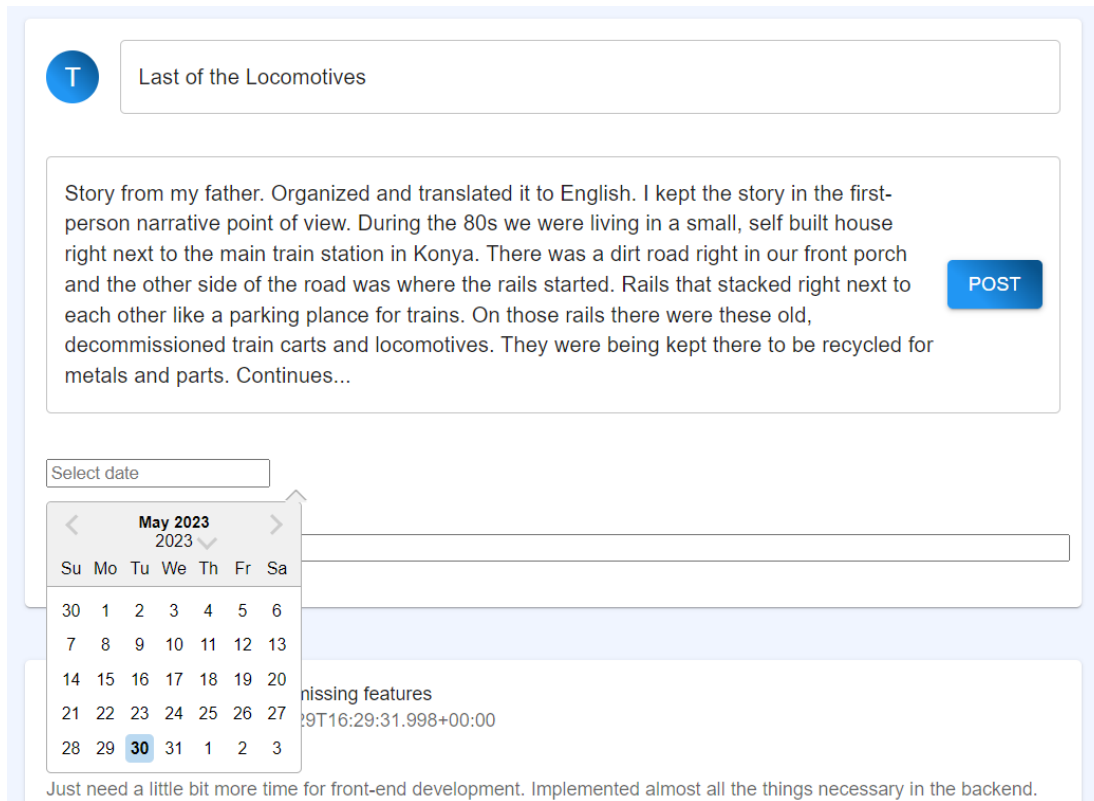 T
Last of the Locomotives
Story from my father. Organized and translated it to English. I kept the story in the first-
person narrative point of view. During the 80s we were living in a small, self built house
right next to the main train station in Konya. There was a dirt road right in our front porch
and the other side of the road was where the rails started. Rails that stacked right next to
each other like a parking plance for trains. On those rails there were these old,
decommissioned train carts and locomotives. They were being kept there to be recycled for
metals and parts. Continues...
POST
Select date
May 2023
2023
Su Mo Tu We Th Fr Sa
30 1 2 3 4 5 6
7 8 9 10 11 12 13
14 15 16 17 18 19 20
21 22 23 24 25 26 27
28 29 30 31 1 2 3
missing features
29T16:29:31.998+00:00
Just need a little bit more time for front-end development. Implemented almost all the things necessary in the backend.